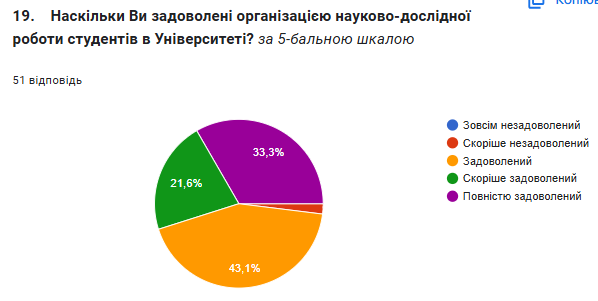 19. Наскільки Ви задоволені організацією науково-дослідної
роботи студентів в Університеті? за 5-бальною шкалою
51 відповідь
33,3%
21,6%
43,1%
Зовсім незадоволений
Скоріше незадоволений
Задоволений
Скоріше задоволений
Повністю задоволений